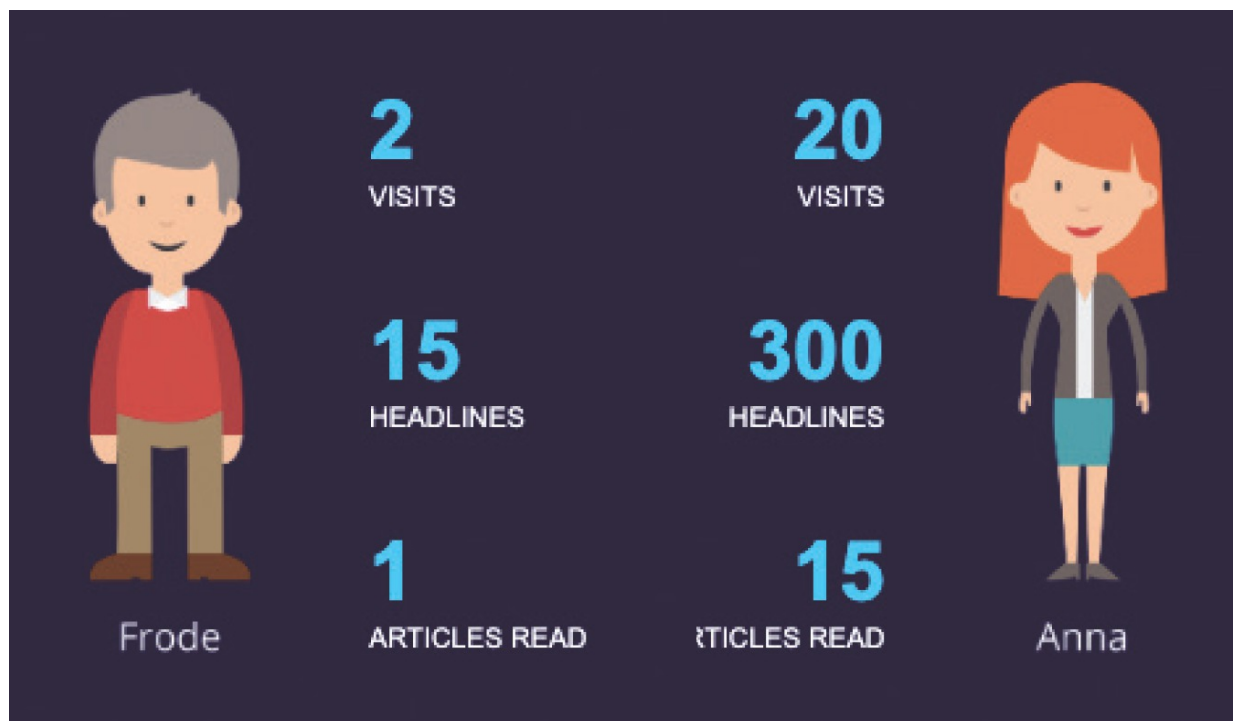 2
VISITS
20
VISITS
15
HEADLINES
300
HEADLINES
1
ARTICLES READ
15
RTICLES READ
Frode
Anna